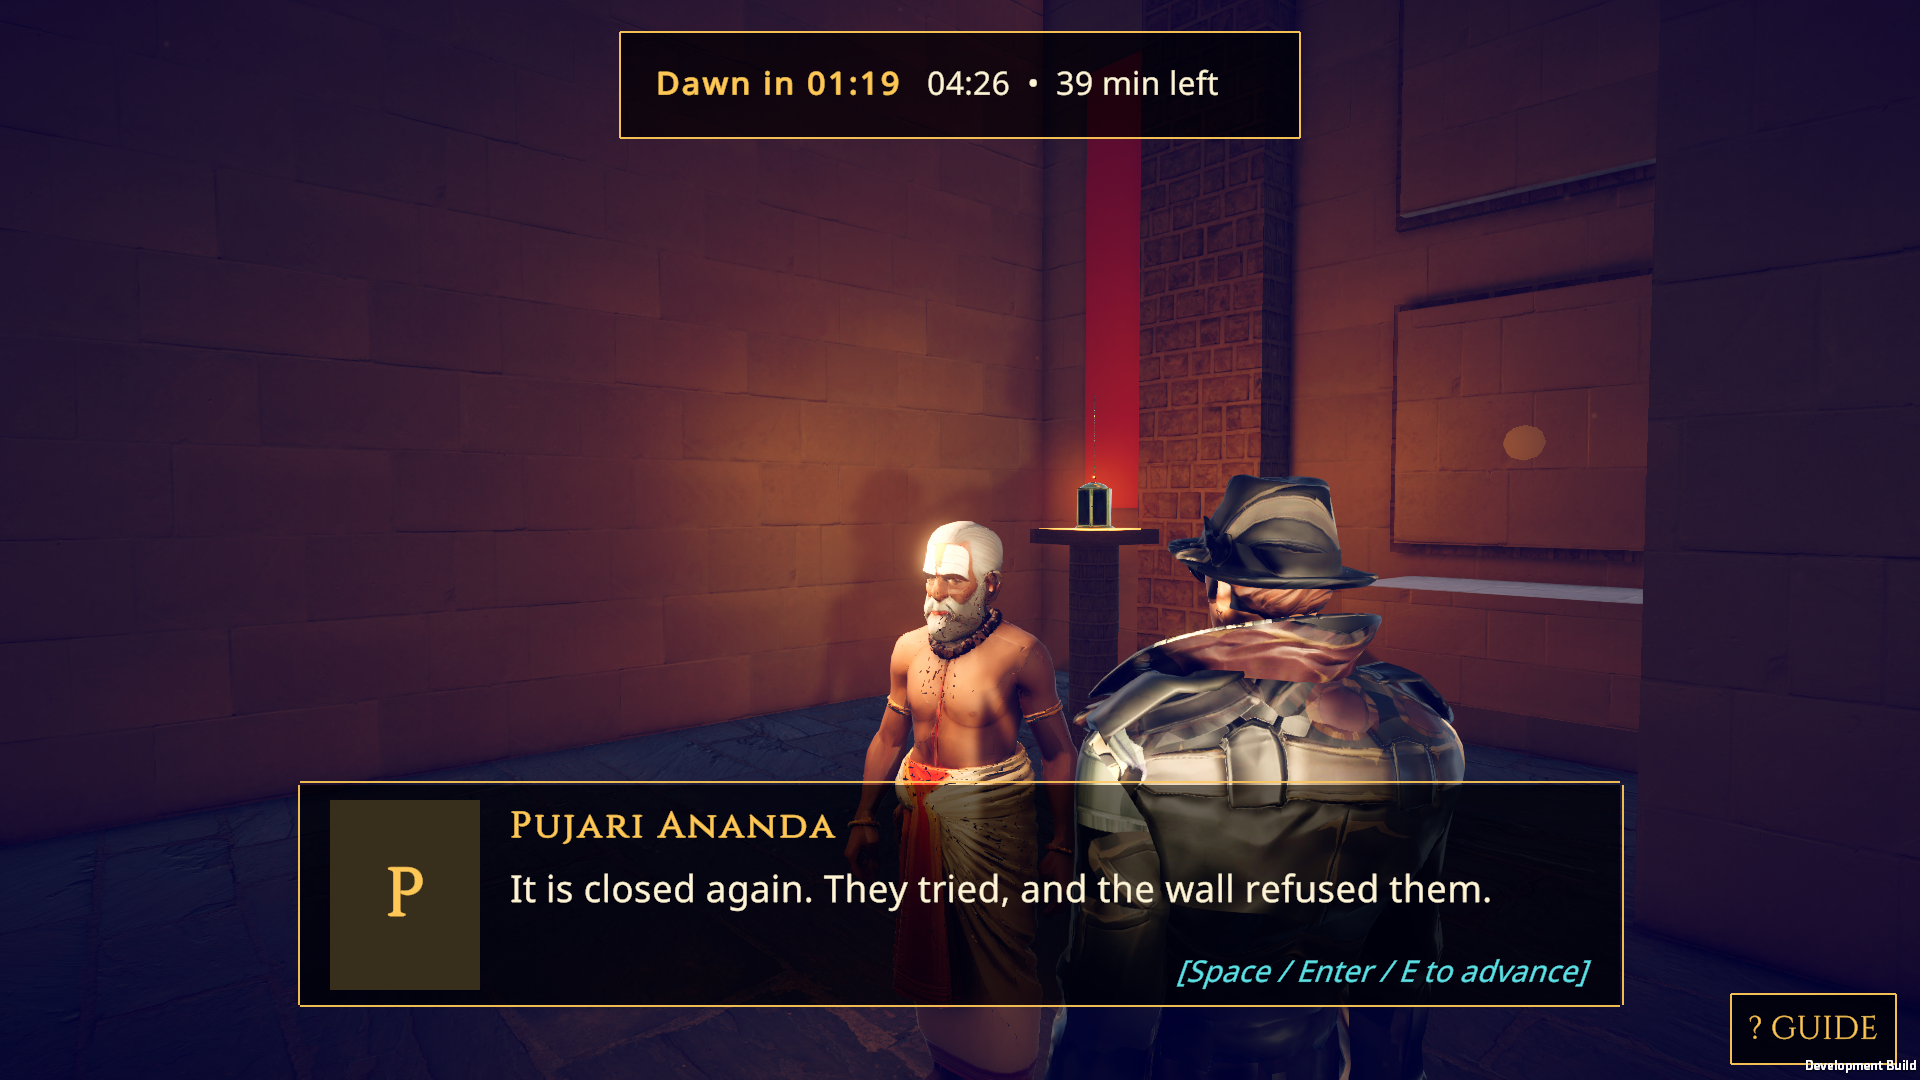 Dawn in 01:19 04:26 • 39 min left
Pujari Ananda
P
It is closed again. They tried, and the wall refused them.
[Space / Enter / E to advance]
? GUIDE
Development Build